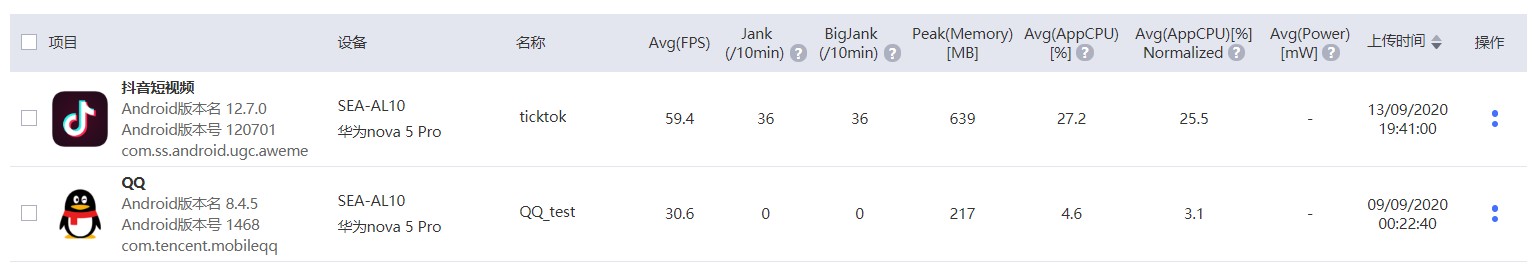 项目 设备 名称 Avg(FPS) Jank (/10min) ? BigJank (/10min) ? Peak(Memory) [MB] Avg(AppCPU) [%] ? Avg(AppCPU)[%] Normalized ? Avg(Power) [mW] ? 上传时间 操作
抖音短视频
Android版本名 12.7.0
Android版本号 120701
com.ss.android.ugc.aweme
SEA-AL10
华为nova 5 Pro
ticktok
59.4 36 36 639 27.2 25.5 -
13/09/2020
19:41:00
QQ
Android版本名 8.4.5
Android版本号 1468
com.tencent.mobileqq
SEA-AL10
华为nova 5 Pro
QQ_test
30.6 0 0 217 4.6 3.1 -
09/09/2020
00:22:40